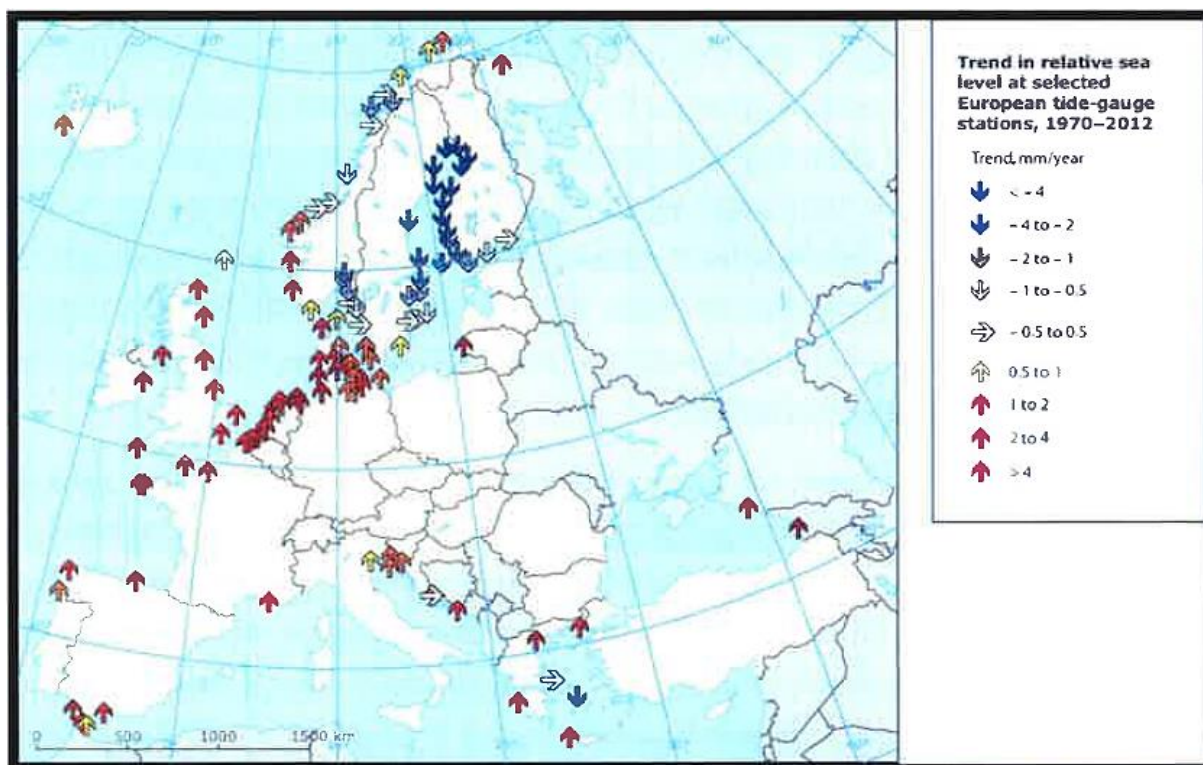 Trend in relative sea
level at selected
European tide-gauge
stations, 1970–2012
Trend, mm/year
< – 4
– 4 to – 2
– 2 to – 1
– 1 to – 0.5
– 0.5 to 0.5
0.5 to 1
1 to 2
2 to 4
> 4
0 500 1000 1500 km